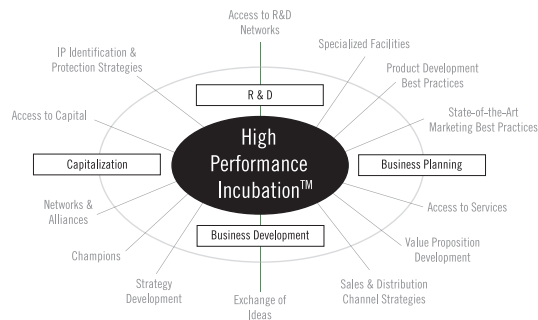 Access to R&D
Networks
Specialized Facilities
IP Identification &
Protection Strategies
Product Development
Best Practices
R & D
Access to Capital
State-of-the-Art
Marketing Best Practices
High
Performance
Incubation™
Capitalization
Business Planning
Networks &
Alliances
Access to Services
Business Development
Champions
Value Proposition
Development
Strategy
Development
Sales & Distribution
Channel Strategies
Exchange of
Ideas